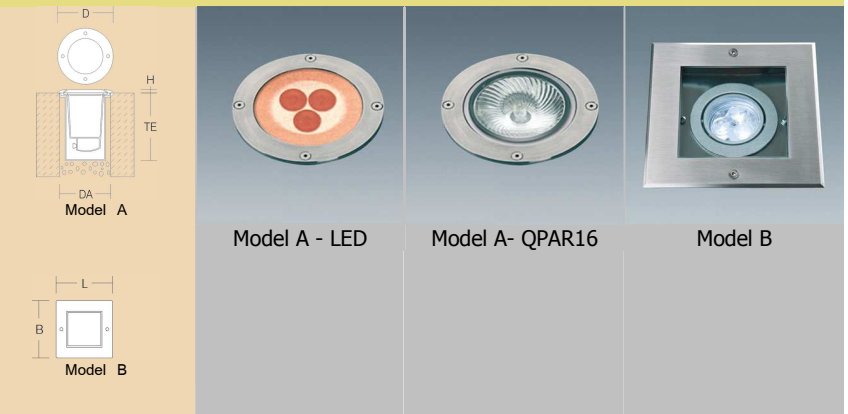 D
H
TE
DA
Model A
Model A - LED
Model A- QPAR16
Model B
L
B
Model B